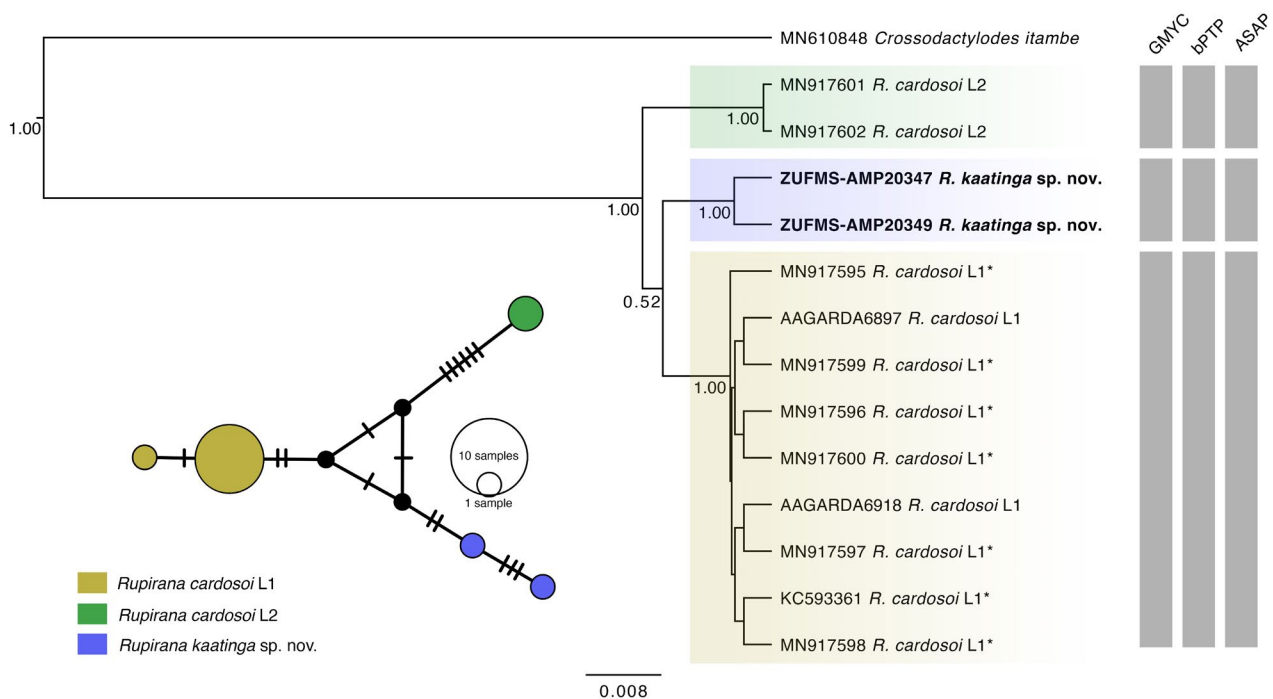 GMYC bPTP ASAP
MN610848 Crossodactylodes itambe
MN917601 R. cardosoi L2
1.00
1.00
MN917602 R. cardosoi L2
ZUFMS-AMP20347 R. kaatinga sp. nov.
1.00 1.00
ZUFMS-AMP20349 R. kaatinga sp. nov.
MN917595 R. cardosoi L1*
0.52
AAGARDA6897 R. cardosoi L1
MN917599 R. cardosoi L1*
1.00
MN917596 R. cardosoi L1*
MN917600 R. cardosoi L1*
AAGARDA6918 R. cardosoi L1
MN917597 R. cardosoi L1*
KC593361 R. cardosoi L1*
MN917598 R. cardosoi L1*
10 samples
1 sample
Rupirana cardosoi L1
Rupirana cardosoi L2
Rupirana kaatinga sp. nov.
0.008